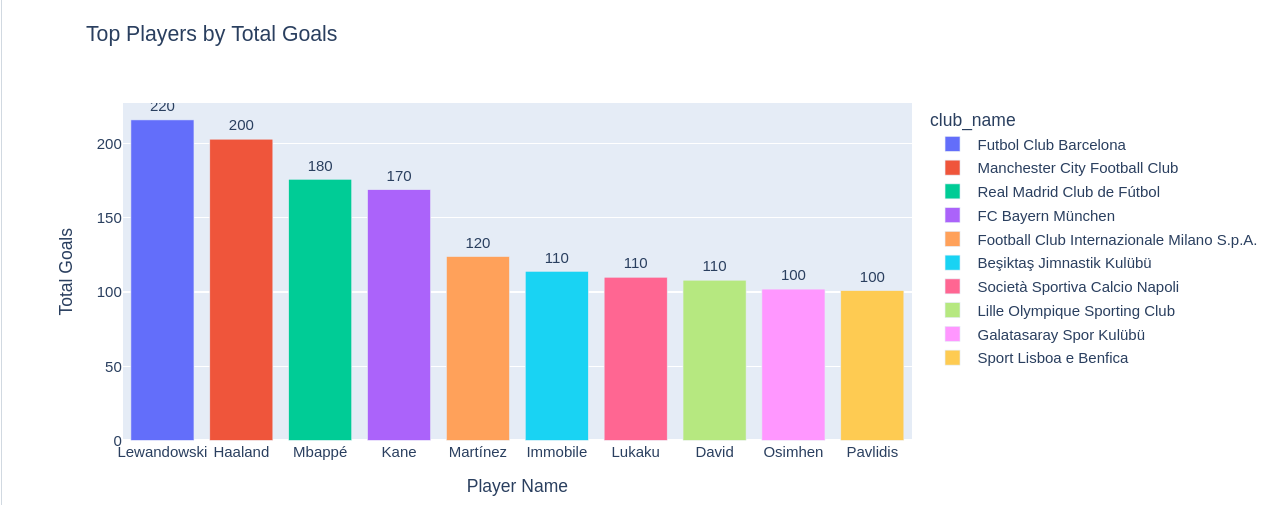 Top Players by Total Goals
220
200
180
170
120
110
110
110
100
100
200
150
100
50
0
Total Goals
Lewandowski Haaland Mbappé Kane Martínez Immobile Lukaku David Osimhen Pavlidis
Player Name
club_name
Futbol Club Barcelona
Manchester City Football Club
Real Madrid Club de Fútbol
FC Bayern München
Football Club Internazionale Milano S.p.A.
Beşiktaş Jimnastik Kulübü
Società Sportiva Calcio Napoli
Lille Olympique Sporting Club
Galatasaray Spor Kulübü
Sport Lisboa e Benfica